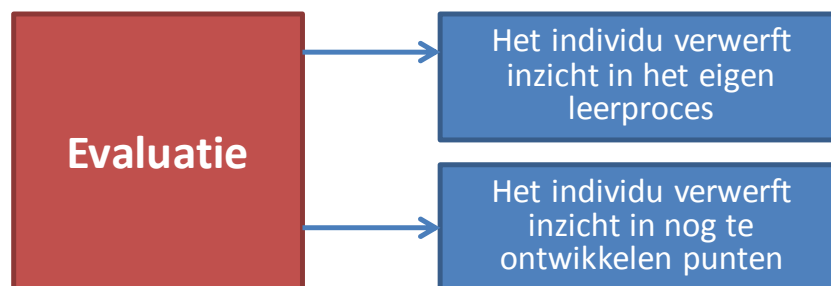 Evaluatie
Het individu verwerft
inzicht in het eigen
leerproces
Het individu verwerft
inzicht in nog te
ontwikkelen punten